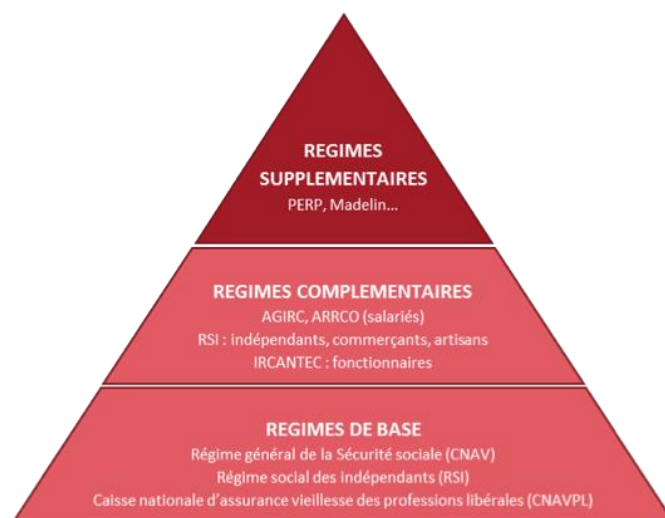 REGIMES
SUPPLEMENTAIRES
PERP, Madelin...
REGIMES COMPLEMENTAIRES
AGIRC, ARRCO (salariés)
RSI : indépendants, commerçants, artisans
IRCANTEC : fonctionnaires
REGIMES DE BASE
Régime général de la Sécurité sociale (CNAV)
Régime social des indépendants (RSI)
Caisse nationale d'assurance vieillesse des professions libérales (CNAVPL)